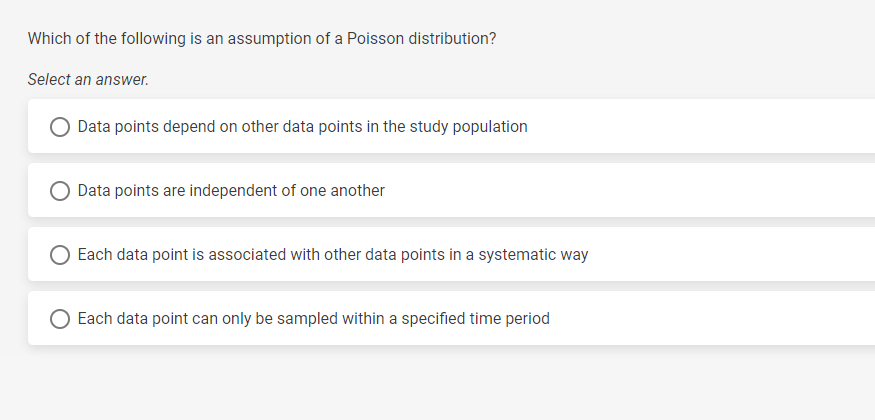 Which of the following is an assumption of a Poisson distribution?
Select an answer.
Data points depend on other data points in the study population
Data points are independent of one another
Each data point is associated with other data points in a systematic way
Each data point can only be sampled within a specified time period